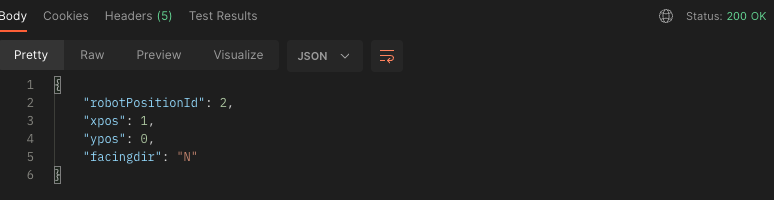 Body Cookies Headers (5) Test Results Status: 200 OK
Pretty Raw Preview Visualize JSON
1 {
2 "robotPositionId": 2,
3 "xpos": 1,
4 "ypos": 0,
5 "facingdir": "N"
6 }